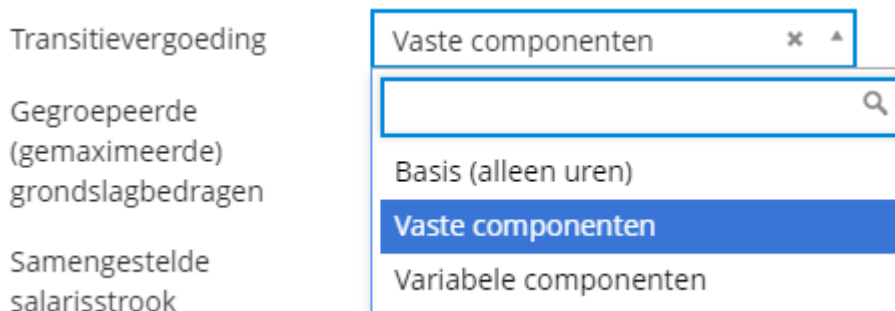 Transitievergoeding
Vaste componenten
Gegroepeerde
(gemaximeerde)
grondslagbedragen
Basis (alleen uren)
Vaste componenten
Variabele componenten
Samengestelde
salarisstrook